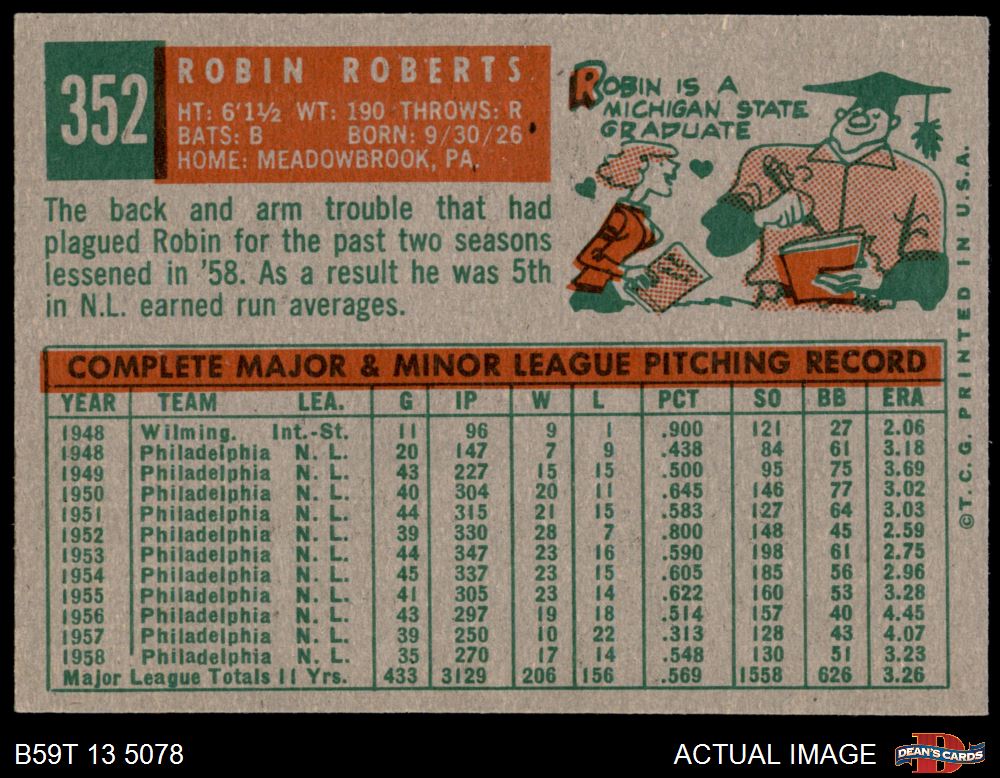 352
ROBIN ROBERTS
HT: 6'1½ WT: 190 THROWS: R
BATS: B BORN: 9/30/26
HOME: MEADOWBROOK, PA.
ROBIN IS A
MICHIGAN STATE
GRADUATE
The back and arm trouble that had
plagued Robin for the past two seasons
lessened in '58. As a result he was 5th
in N.L. earned run averages.
COMPLETE MAJOR & MINOR LEAGUE PITCHING RECORD
YEAR TEAM LEA. G IP W L PCT SO BB ERA
1948 Wilming. Int.-St. 11 96 9 1 .900 121 27 2.06
1948 Philadelphia N. L. 20 147 7 9 .438 84 61 3.18
1949 Philadelphia N. L. 43 227 15 15 .500 95 75 3.69
1950 Philadelphia N. L. 40 304 20 11 .645 146 77 3.02
1951 Philadelphia N. L. 44 315 21 15 .583 127 64 3.03
1952 Philadelphia N. L. 39 330 28 7 .800 148 45 2.59
1953 Philadelphia N. L. 44 347 23 16 .590 198 61 2.75
1954 Philadelphia N. L. 45 337 23 15 .605 185 56 2.96
1955 Philadelphia N. L. 41 305 23 14 .622 160 53 3.28
1956 Philadelphia N. L. 43 297 19 18 .514 157 40 4.45
1957 Philadelphia N. L. 39 250 10 22 .313 128 43 4.07
1958 Philadelphia N. L. 35 270 17 14 .548 130 51 3.23
Major League Totals 11 Yrs. 433 3129 206 156 .569 1558 626 3.26
©T. C. G. PRINTED IN U.S.A.
B59T 13 5078
ACTUAL IMAGE
D
DEAN'S CARDS